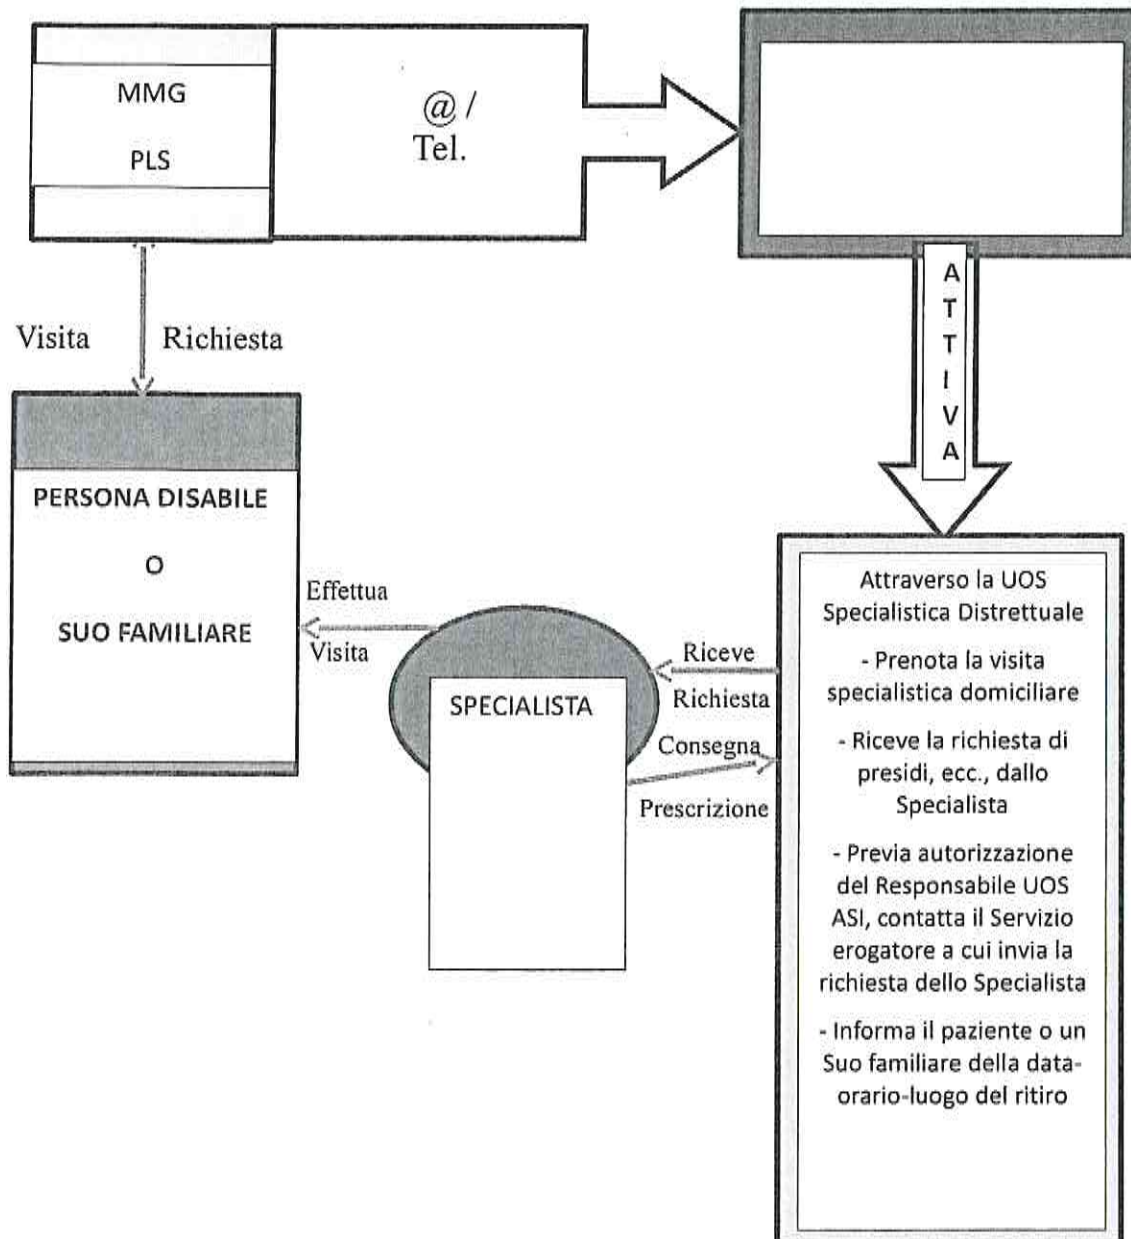 MMG
PLS
@ /
Tel.
A
T
T
I
V
A
Visita
Richiesta
PERSONA DISABILE
O
SUO FAMILIARE
Effettua
Visita
SPECIALISTA
Riceve
Richiesta
Consegna
Prescrizione
Attraverso la UOS
Specialistica Distrettuale
- Prenota la visita
specialistica domiciliare
- Riceve la richiesta di
presidi, ecc., dallo
Specialista
- Previa autorizzazione
del Responsabile UOS
ASI, contatta il Servizio
erogatore a cui invia la
richiesta dello Specialista
- Informa il paziente o un
Suo familiare della data-
orario-luogo del ritiro